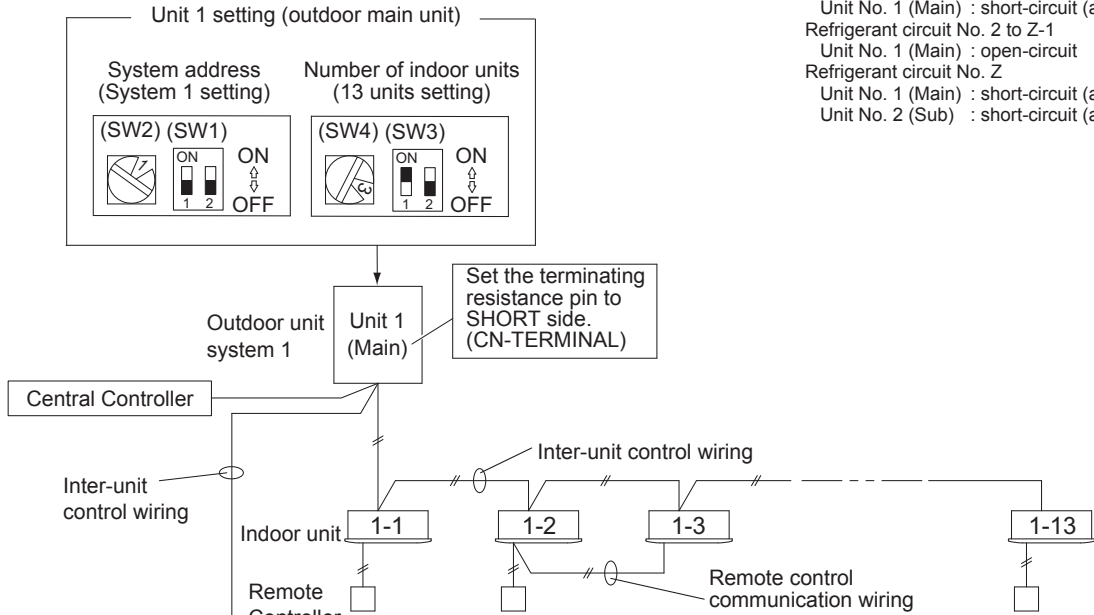 Unit 1 setting (outdoor main unit)
System address
(System 1 setting)
Number of indoor units
(13 units setting)
(SW2) (SW1)
1
ON
1 2
ON
OFF
(SW4) (SW3)
3
ON
1 2
ON
OFF
Unit No. 1 (Main) : short-circuit
Refrigerant circuit No. 2 to Z-1
Unit No. 1 (Main) : open-circuit
Refrigerant circuit No. Z
Unit No. 1 (Main) : short-circuit
Unit No. 2 (Sub) : short-circuit
Outdoor unit
system 1
Unit 1
(Main)
Set the terminating
resistance pin to
SHORT side.
(CN-TERMINAL)
Central Controller
Inter-unit
control wiring
Inter-unit control wiring
Indoor unit
1-1
1-2
1-3
1-13
Remote
Controller
Remote control
communication wiring